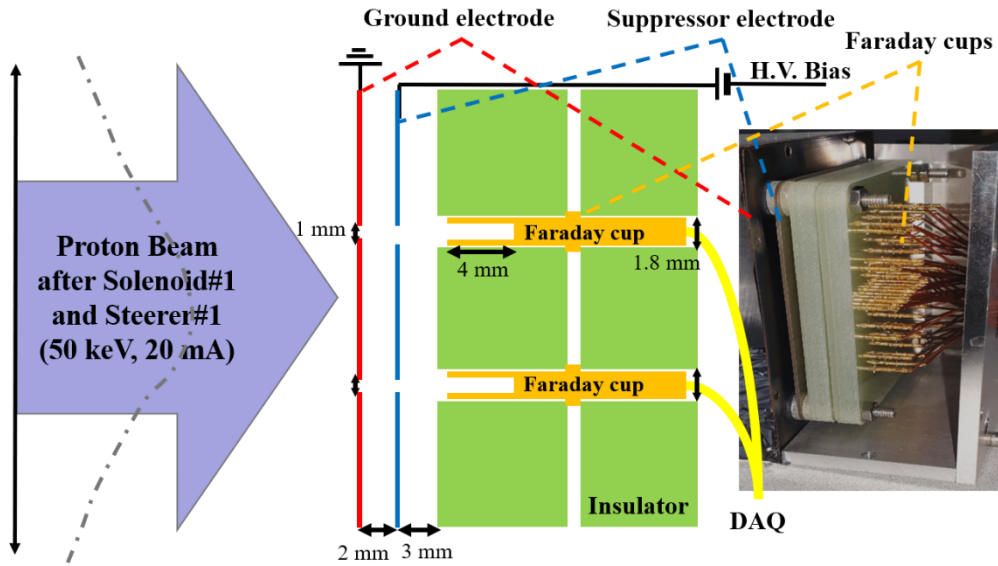 Ground electrode
Suppressor electrode
Faraday cups
H.V. Bias
1 mm
Faraday cup
4 mm
1.8 mm
Proton Beam
after Solenoid#1
and Steerer#1
(50 keV, 20 mA)
Faraday cup
Insulator
DAQ
2 mm
3 mm